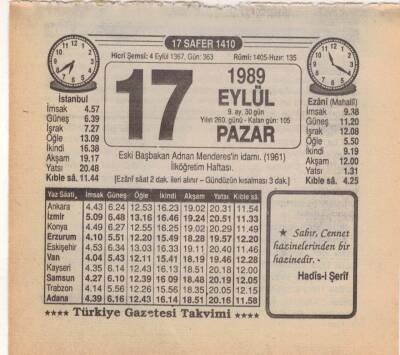 17 SAFER 1410
Hicrî Şemsî: 4 Eylül 1367, Gün: 363
Rûmî: 1405-Hızır: 135
17
1989
EYLÜL
9. ay. 30 gün
Yılın 260. günü - Kalan gün: 105
PAZAR
İstanbul
İmsak 4.57
Güneş 6.39
İşrak 7.27
Öğle 13.09
İkindi 16.38
Akşam 19.17
Yatsı 20.48
Kıble sâ. 11.44
Ezânî (Mahallî)
İmsak 9.38
Güneş 11.20
İşrak 12.08
Öğle 5.50
İkindi 9.19
Akşam 12.00
Yatsı 1.31
Kıble sâ. 4.25
Eski Başbakan Adnan Menderes'in idamı. (1961)
İlköğretim Haftası.
[Ezânî sâat 2 dak. ileri alınır – Gündüzün kısalması 3 dak.]
Yaz Saati, İmsak Güneş Öğle İkindi Akşam Yatsı Kıble sâ.
Ankara 4.43 6.24 12.53 16.23 19.02 20.31 11.54
İzmir 5.09 6.48 13.16 16.46 19.24 20.51 11.33
Konya 4.49 6.27 12.55 16.25 19.02 20.29 11.49
Erzurum 4.10 5.51 12.20 15.49 18.28 19.57 12.20
Eskişehir 4.53 6.34 13.03 16.33 19.11 20.40 11.46
Van 4.04 5.43 12.11 15.41 18.19 19.46 12.28
Kayseri 4.35 6.14 12.43 16.13 18.51 20.18 12.00
Samsun 4.27 6.10 12.39 16.09 18.48 20.19 12.05
Trabzon 4.14 5.56 12.26 15.56 18.35 20.05 12.15
Adana 4.39 6.16 12.43 16.14 18.51 20.16 11.58
★ Sabır, Cennet
hazinelerinden bir
hazinedir. -
Hadîs-i Şerîf
★★★★ Türkiye Gazetesi Takvimi ★★★★